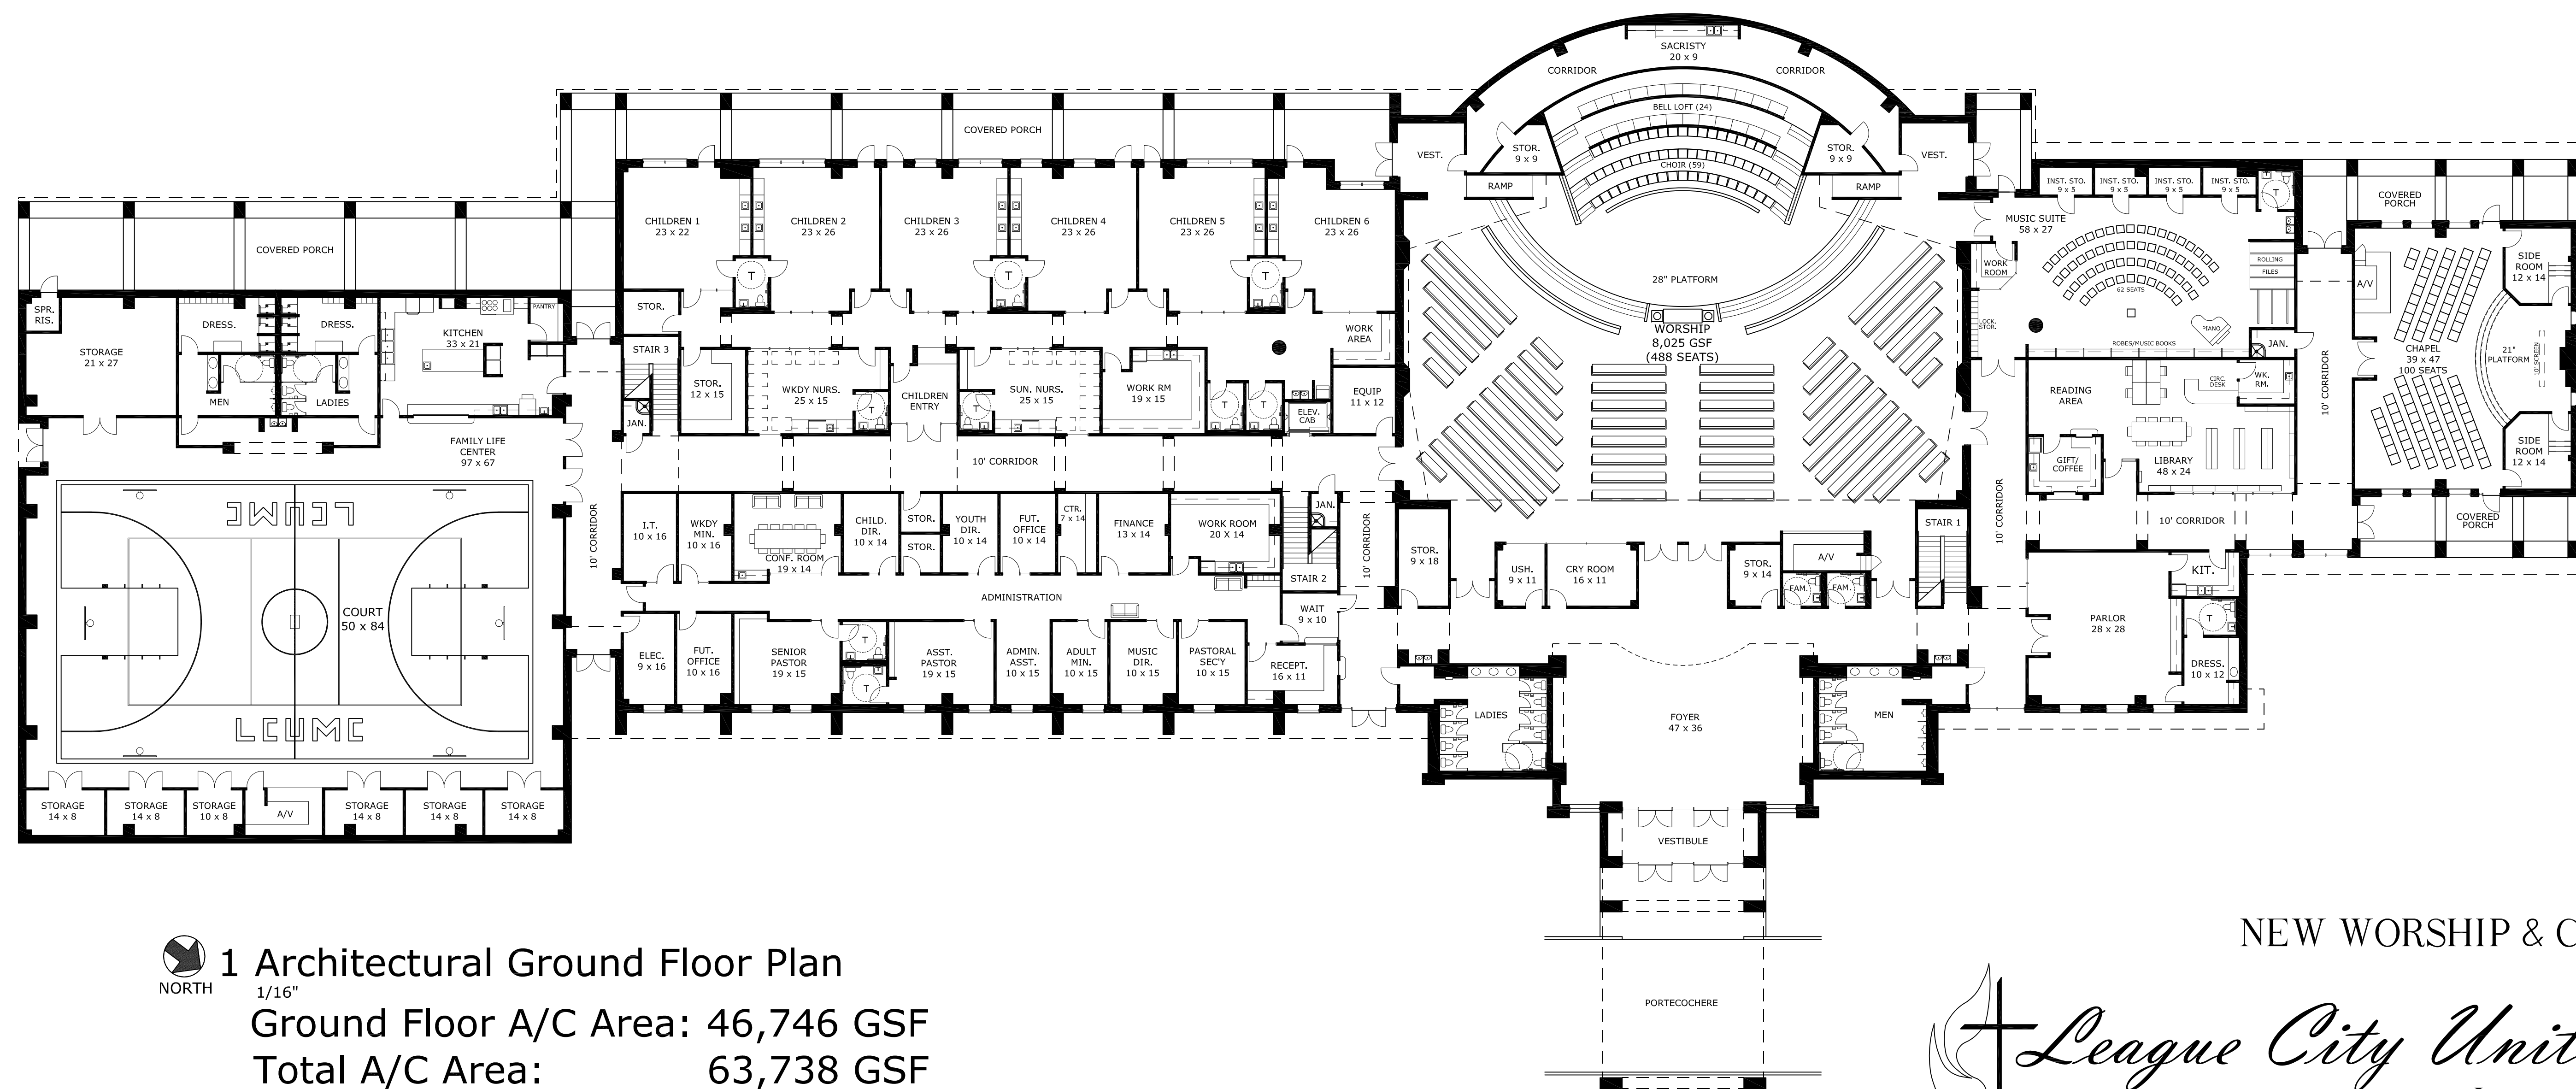 SACRISTY
20 x 9
CORRIDOR
CORRIDOR
BELL LOFT (24)
COVERED PORCH
VEST.
STOR.
9 x 9
CHOIR (59)
STOR.
9 x 9
VEST.
RAMP
RAMP
INST. STO.
9 x 5
INST. STO.
9 x 5
INST. STO.
9 x 5
INST. STO.
9 x 5
T
COVERED
PORCH
CHILDREN 1
23 x 22
CHILDREN 2
23 x 26
CHILDREN 3
23 x 26
CHILDREN 4
23 x 26
CHILDREN 5
23 x 26
CHILDREN 6
23 x 26
MUSIC SUITE
58 x 27
COVERED PORCH
T
T
T
28" PLATFORM
WORK
ROOM
ROLLING
FILES
62 SEATS
A/V
SIDE
ROOM
12 x 14
SPR.
RIS.
STOR.
PANTRY
DRESS.
DRESS.
KITCHEN
33 x 21
WORK
AREA
WORSHIP
8,025 GSF
(488 SEATS)
LOCK.
STOR.
PIANO
ROBES/MUSIC BOOKS
JAN.
STORAGE
21 x 27
STAIR 3
CHAPEL
39 x 47
100 SEATS
21"
PLATFORM
10' SCREEN
STOR.
12 x 15
WKDY NURS.
25 x 15
T
CHILDREN
ENTRY
T
SUN. NURS.
25 x 15
WORK RM
19 x 15
T
T
ELEV.
CAB
EQUIP
11 x 12
READING
AREA
CIRC.
DESK
WK.
RM.
10' CORRIDOR
MEN
LADIES
JAN.
FAMILY LIFE
CENTER
97 x 67
10' CORRIDOR
GIFT/
COFFEE
LIBRARY
48 x 24
SIDE
ROOM
12 x 14
LCUMC
10' CORRIDOR
I.T.
10 x 16
WKDY
MIN.
10 x 16
CONF. ROOM
19 x 14
CHILD.
DIR.
10 x 14
STOR.
STOR.
YOUTH
DIR.
10 x 14
FUT.
OFFICE
10 x 14
CTR.
7 x 14
FINANCE
13 x 14
WORK ROOM
20 X 14
JAN.
STAIR 2
10' CORRIDOR
STOR.
9 x 18
USH.
9 x 11
CRY ROOM
16 x 11
STOR.
9 x 14
A/V
FAM.
FAM.
STAIR 1
10' CORRIDOR
10' CORRIDOR
COVERED
PORCH
KIT.
ADMINISTRATION
COURT
50 x 84
WAIT
9 x 10
PARLOR
28 x 28
T
ELEC.
9 x 16
FUT.
OFFICE
10 x 16
SENIOR
PASTOR
19 x 15
T
T
ASST.
PASTOR
19 x 15
ADMIN.
ASST.
10 x 15
ADULT
MIN.
10 x 15
MUSIC
DIR.
10 x 15
PASTORAL
SEC'Y
10 x 15
RECEPT.
16 x 11
DRESS.
10 x 12
LCUMC
LADIES
FOYER
47 x 36
MEN
STORAGE
14 x 8
STORAGE
14 x 8
STORAGE
10 x 8
A/V
STORAGE
14 x 8
STORAGE
14 x 8
STORAGE
14 x 8
VESTIBULE
PORTECOCHERE
NORTH
1 Architectural Ground Floor Plan
1/16"
Ground Floor A/C Area: 46,746 GSF
Total A/C Area: 63,738 GSF
NEW WORSHIP & C
League City Unit